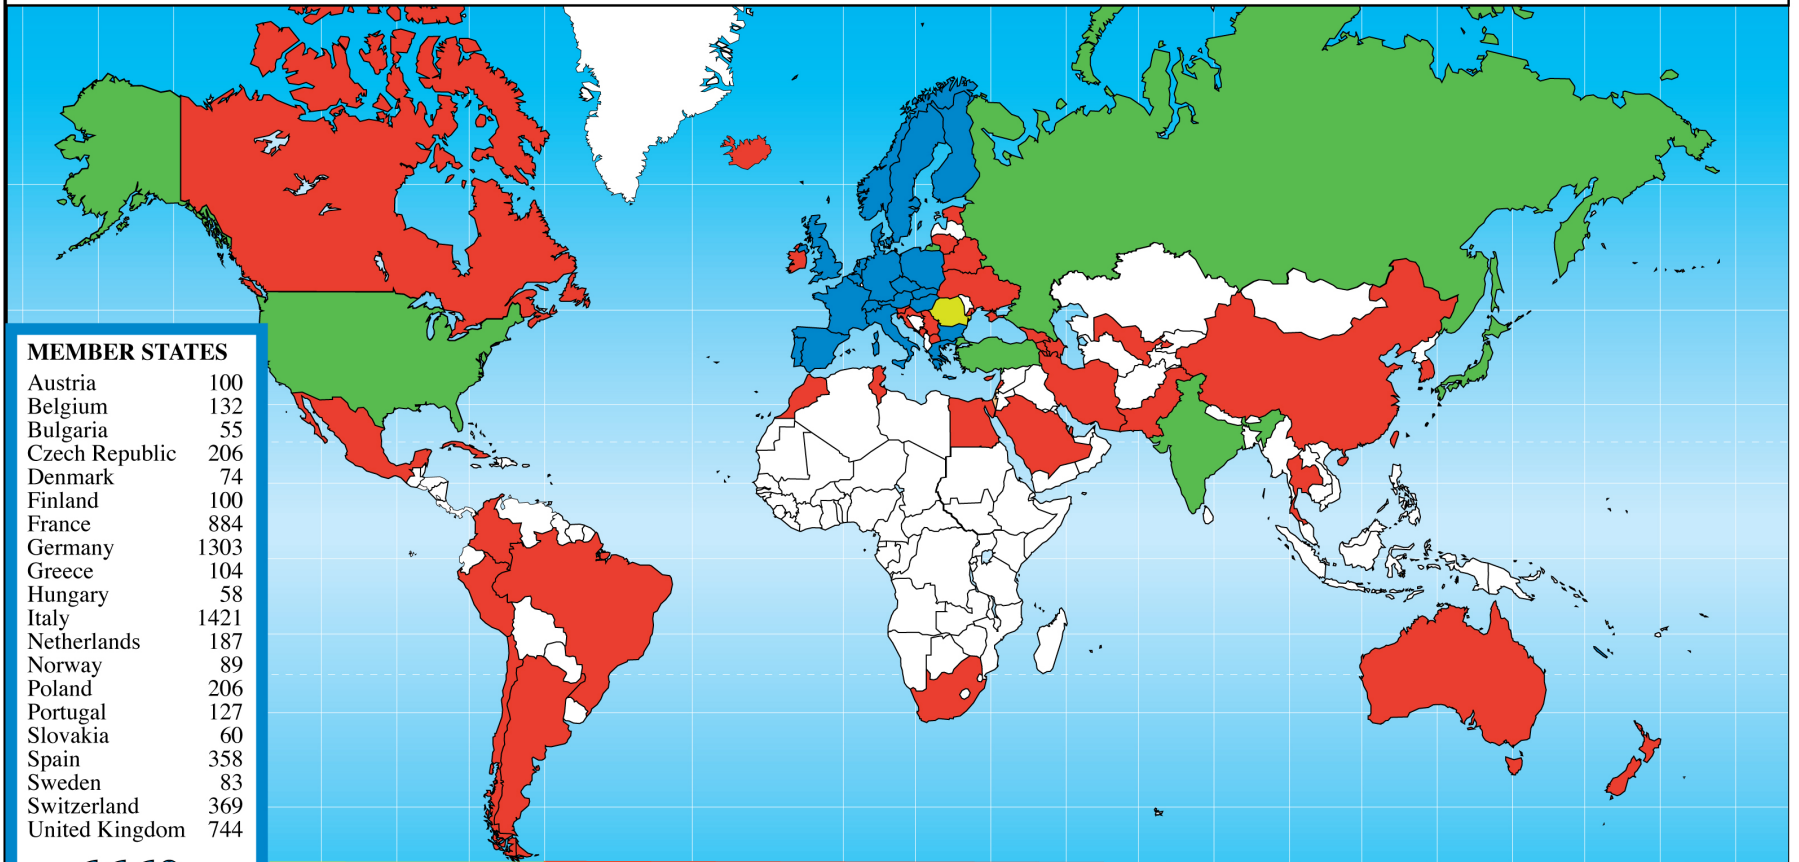 MEMBER STATES
Austria 100
Belgium 132
Bulgaria 55
Czech Republic 206
Denmark 74
Finland 100
France 884
Germany 1303
Greece 104
Hungary 58
Italy 1421
Netherlands 187
Norway 89
Poland 206
Portugal 127
Slovakia 60
Spain 358
Sweden 83
Switzerland 369
United Kingdom 744